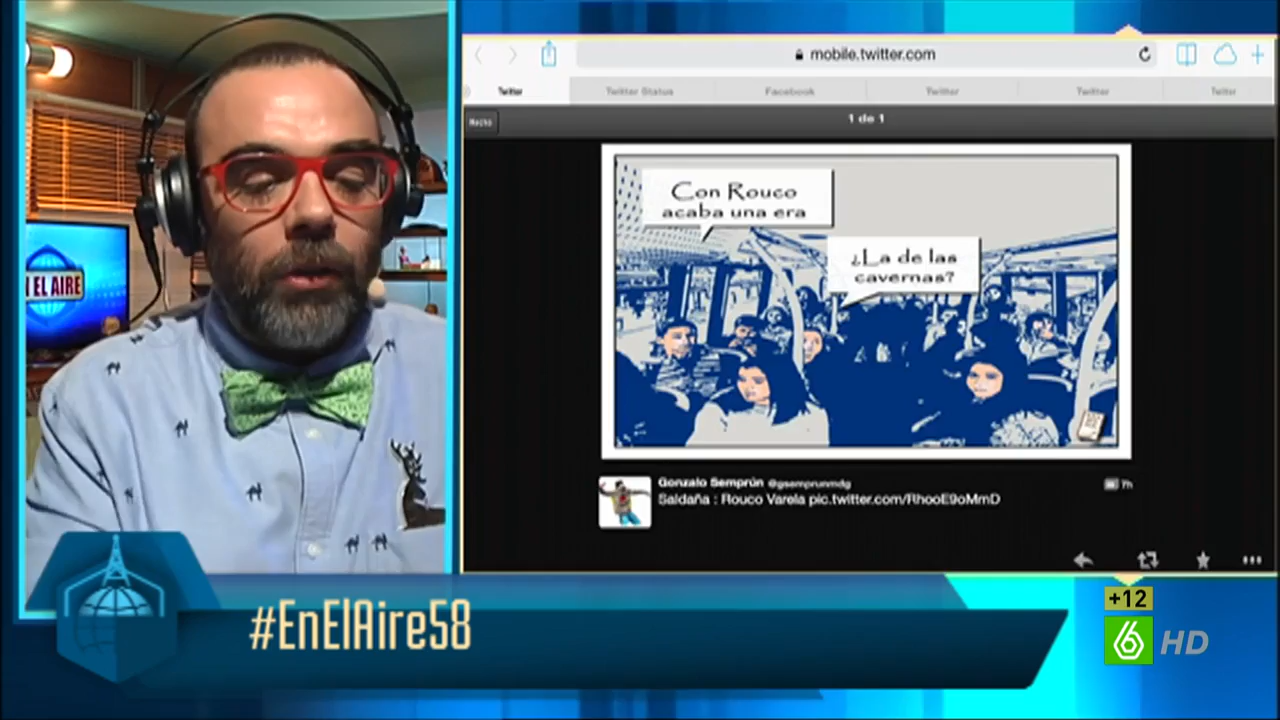 mobile.twitter.com
Twitter
Twitter Status
Facebook
Twitter
Twitter
Twitter
Hecho
1 de 1
Con Rouco
acaba una era
¿La de las
cavernas?
Gonzalo Semprún @gsemprunmdg
7h
Saldaña : Rouco Varela pic.twitter.com/RhooE9oMmD
N EL AIRE
#EnElAire58
+12
6 HD